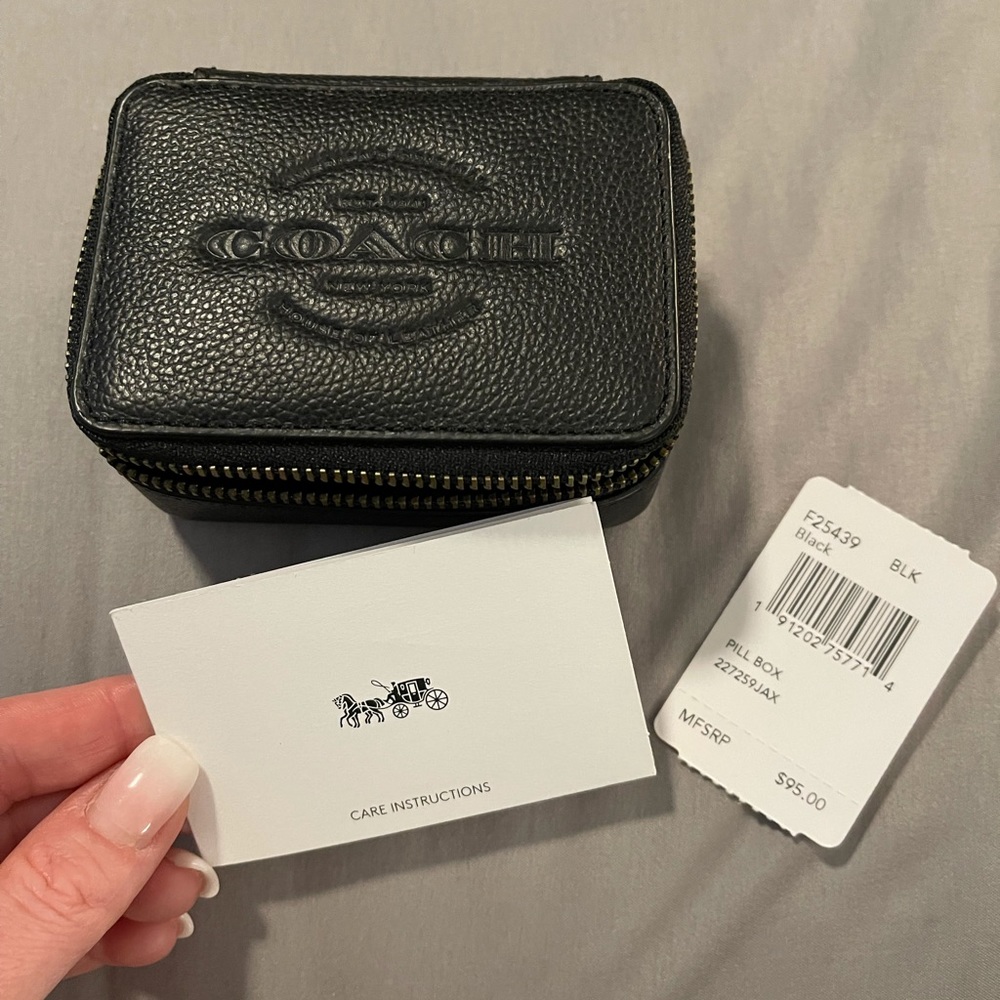 COACH
NEW YORK
CARE INSTRUCTIONS
F25439
Black BLK
1 91202 75771 4
PILL BOX
227259JAX
MFSRP
$95.00